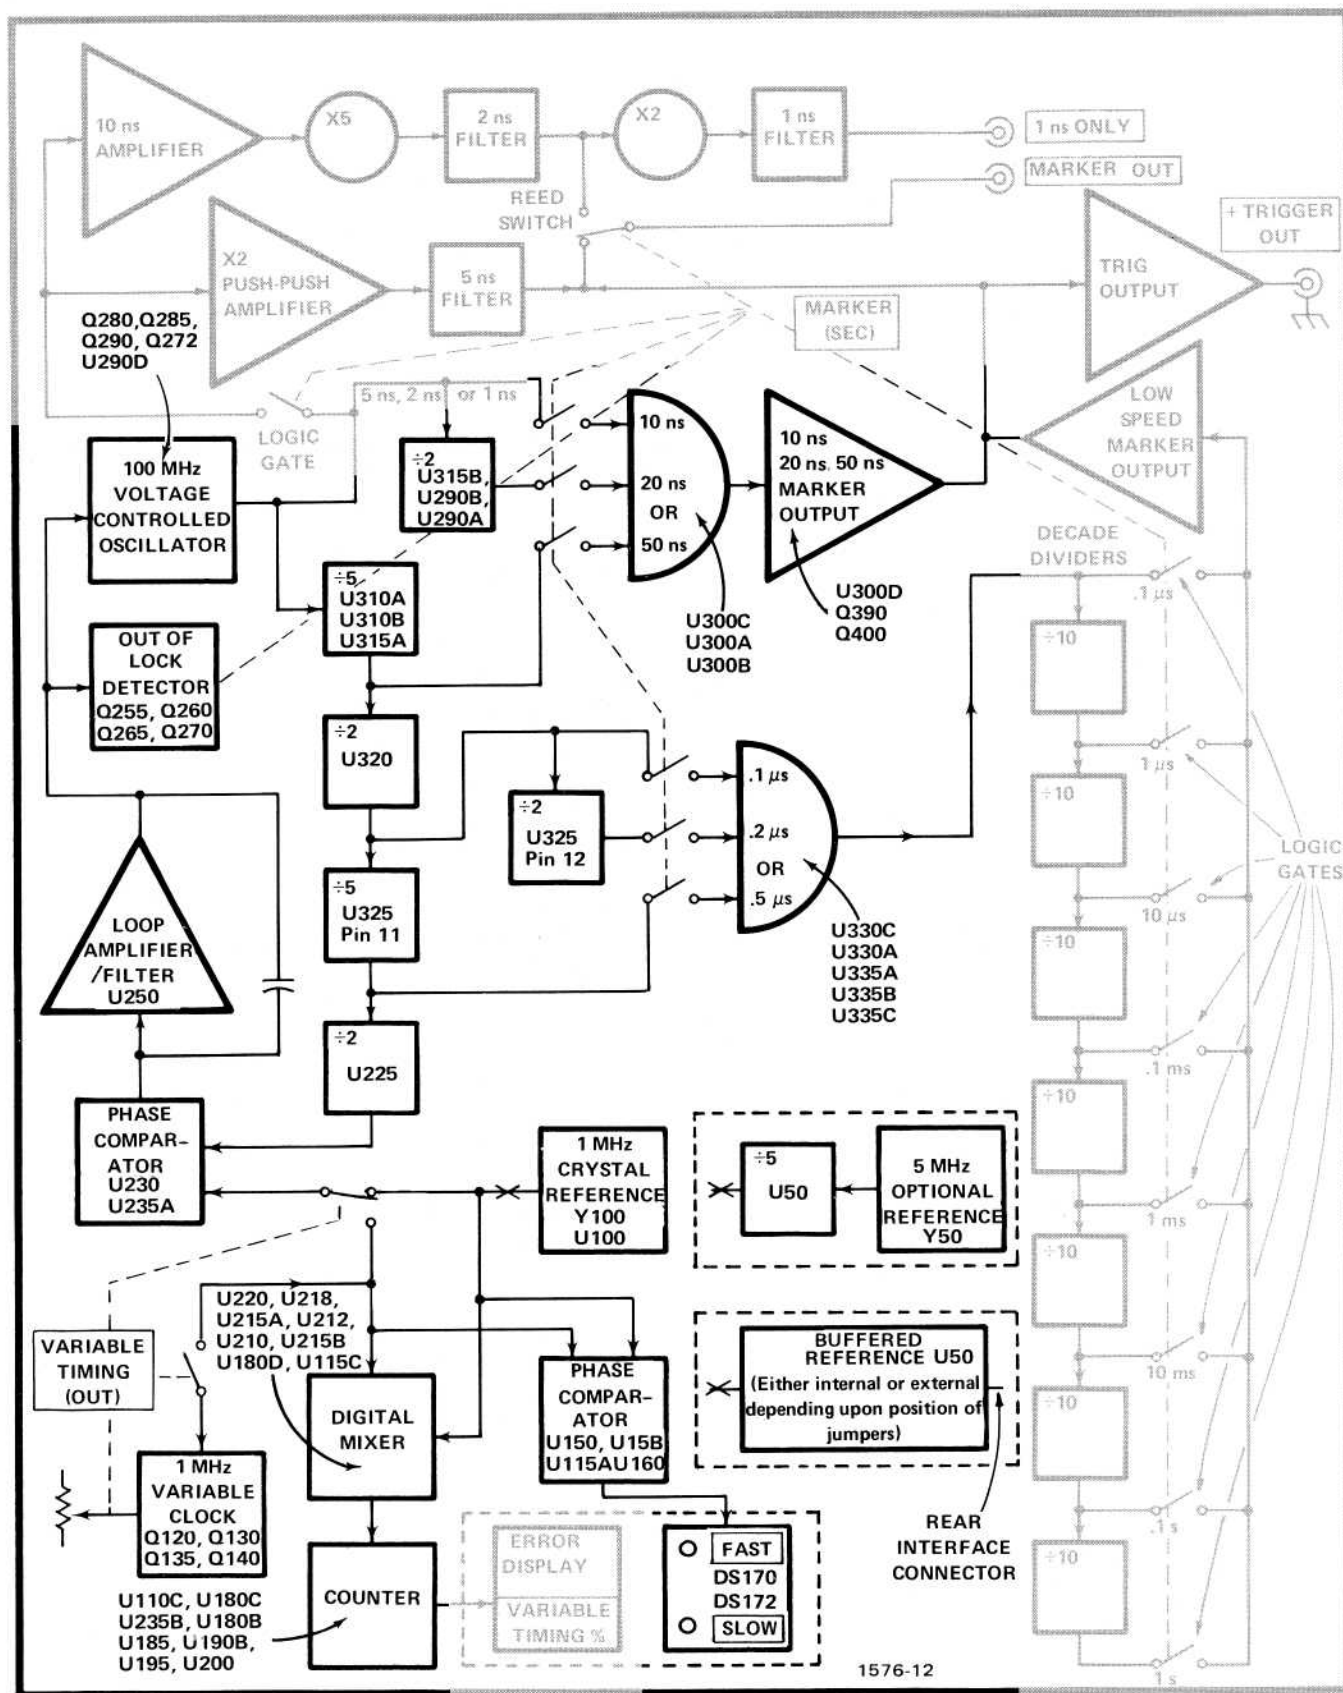 10 ns
AMPLIFIER
X5
2 ns
FILTER
X2
1 ns
FILTER
1 ns ONLY
MARKER OUT
REED
SWITCH
X2
PUSH-PUSH
AMPLIFIER
5 ns
FILTER
MARKER
(SEC)
TRIG
OUTPUT
+ TRIGGER
OUT
Q280,Q285,
Q290, Q272
U290D
5 ns, 2 ns or 1 ns
LOGIC
GATE
100 MHz
VOLTAGE
CONTROLLED
OSCILLATOR
÷2
U315B,
U290B,
U290A
10 ns
20 ns
OR
50 ns
10 ns
20 ns, 50 ns
MARKER
OUTPUT
LOW
SPEED
MARKER
OUTPUT
U300C
U300A
U300B
U300D
Q390
Q400
DECADE
DIVIDERS
÷5
U310A
U310B
U315A
OUT OF
LOCK
DETECTOR
Q255, Q260
Q265, Q270
÷2
U320
÷2
U325
Pin 12
÷5
U325
Pin 11
.1 µs
.2 µs
OR
.5 µs
U330C
U330A
U335A
U335B
U335C
LOOP
AMPLIFIER
/FILTER
U250
÷2
U225
PHASE
COMPAR-
ATOR
U230
U235A
1 MHz
CRYSTAL
REFERENCE
Y100
U100
÷5
U50
5 MHz
OPTIONAL
REFERENCE
Y50
.1 µs
÷10
1 µs
÷10
10 µs
÷10
.1 ms
÷10
1 ms
÷10
10 ms
÷10
.1 s
÷10
1 s
LOGIC
GATES
VARIABLE
TIMING
(OUT)
U220, U218,
U215A, U212,
U210, U215B
U180D, U115C
DIGITAL
MIXER
PHASE
COMPAR-
ATOR
U150, U15B
U115AU160
BUFFERED
REFERENCE U50
(Either internal or external
depending upon position of
jumpers)
REAR
INTERFACE
CONNECTOR
1 MHz
VARIABLE
CLOCK
Q120, Q130
Q135, Q140
U110C, U180C
U235B, U180B
U185, U190B,
U195, U200
COUNTER
ERROR
DISPLAY
VARIABLE
TIMING %
FAST
DS170
DS172
SLOW
1576-12